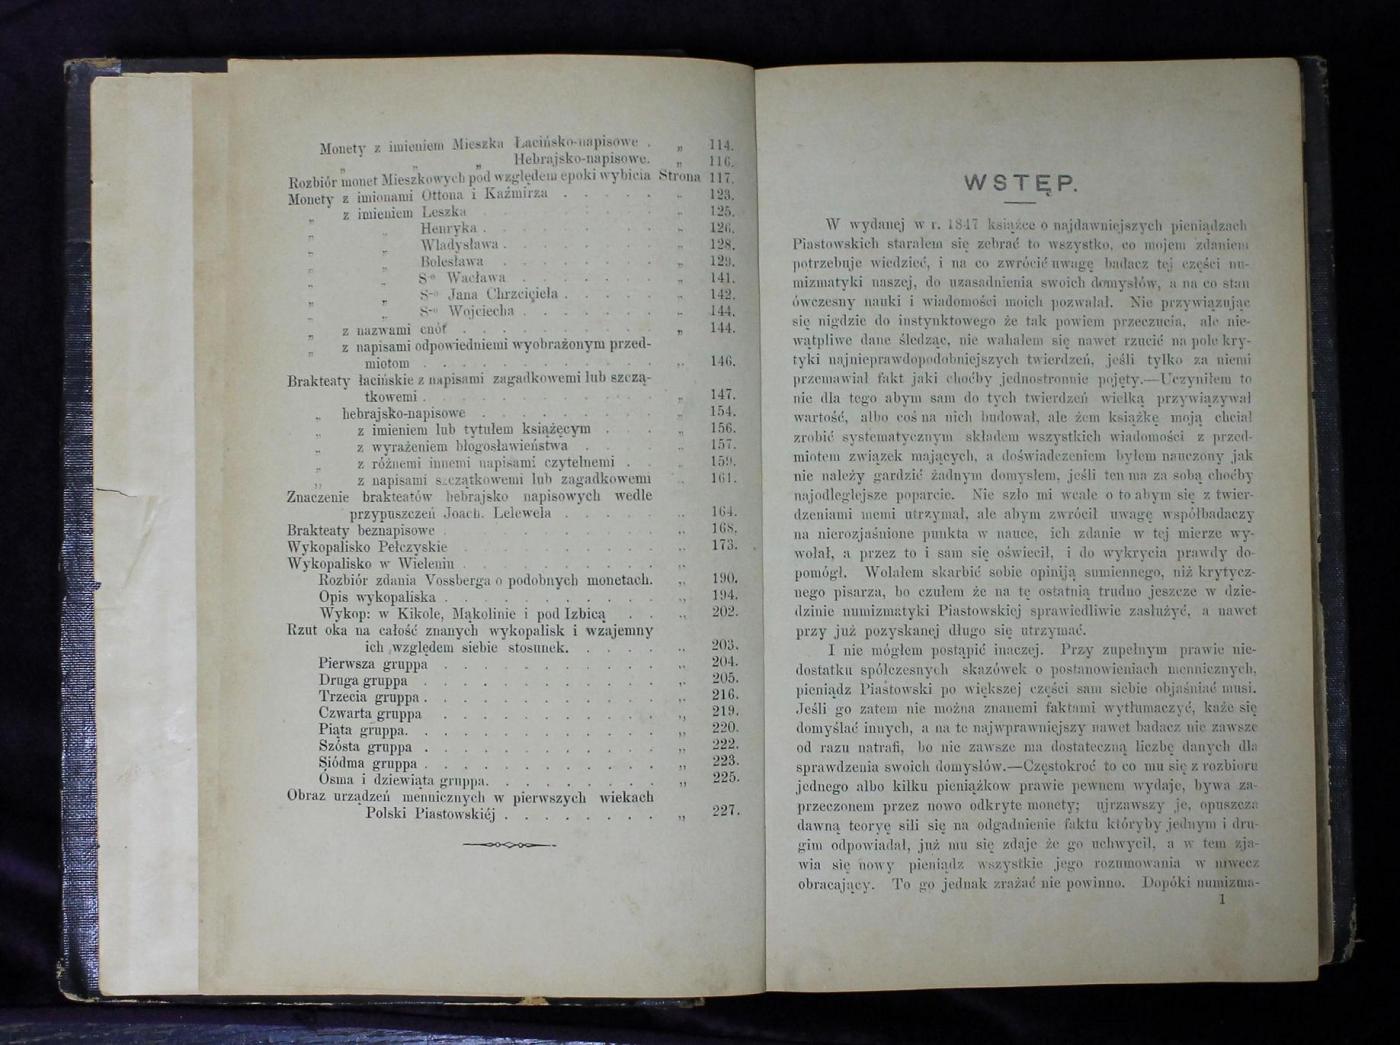 Monety z imieniem Mieszka Łacińsko-napisowe . „ 114.
„ „ „ Hebrajsko-napisowe. „ 116.
Rozbiór monet Mieszkowych pod względem epoki wybicia Strona 117.
Monety z imionami Ottona i Kaźmirza . . . . . „ 123.
„ z imieniem Leszka . . . . . . „ 125.
„ „ Henryka . . . . . . „ 126.
„ „ Władysława . . . . . „ 128.
„ „ Bolesława . . . . . „ 129.
„ „ S-o Wacława . . . . . „ 141.
„ „ S-o Jana Chrzciciela . . . . „ 142.
„ „ S-o Wojciecha . . . . . „ 144.
„ z nazwami cnót . . . . . . „ 144.
„ z napisami odpowiedniemi wyobrażonym przed-
miotom . . . . . . . . „ 146.
Brakteaty łacińskie z napisami zagadkowemi lub szczą-
tkowemi . . . . . . . . „ 147.
„ hebrajsko-napisowe . . . . . . „ 154.
„ z imieniem lub tytułem książęcym . . . „ 156.
„ z wyrażeniem błogosławieństwa . . . „ 157.
„ z różnemi innemi napisami czytelnemi . . „ 159.
„ z napisami szczątkowemi lub zagadkowemi „ 161.
Znaczenie brakteatów hebrajsko napisowych wedle
przypuszczeń Joach. Lelewela . . . . . „ 164.
Brakteaty beznapisowe . . . . . . . „ 168.
Wykopalisko Pełczyskie . . . . . . . „ 173.
Wykopalisko w Wieleniu . . . . . . . „
Rozbiór zdania Vossberga o podobnych monetach. „ 190.
Opis wykopaliska . . . . . . . . „ 194.
Wykop: w Kikole, Mąkolinie i pod Izbicą . . „ 202.
Rzut oka na całość znanych wykopalisk i wzajemny
ich względem siebie stosunek. . . . . „ 203.
Pierwsza gruppa . . . . . . . . „ 204.
Druga gruppa . . . . . . . . „ 205.
Trzecia gruppa . . . . . . . . „ 216.
Czwarta gruppa . . . . . . . . „ 219.
Piąta gruppa. . . . . . . . . „ 220.
Szósta gruppa . . . . . . . . „ 222.
Siódma gruppa . . . . . . . . „ 223.
Ósma i dziewiąta gruppa. . . . . . . „ 225.
Obraz urządzeń mennicznych w pierwszych wiekach
Polski Piastowskiéj . . . . . . . „ 227.
WSTĘP.
W wydanej w r. 1847 książce o najdawniejszych pieniądzach
Piastowskich starałem się zebrać to wszystko, co mojem zdaniem
potrzebuje wiedzieć, i na co zwrócić uwagę badacz tej części nu-
mizmatyki naszej, do uzasadnienia swoich domysłów, a na co stan
ówczesny nauki i wiadomości moich pozwalał. Nie przywiązując
się nigdzie do instynktowego że tak powiem przeczucia, ale nie-
wątpliwe dane śledząc, nie wahałem się nawet rzucić na pole kry-
tyki najnieprawdopodobniejszych twierdzeń, jeśli tylko za niemi
przemawiał fakt jaki choćby jednostronnie pojęty.—Uczyniłem to
nie dla tego abym sam do tych twierdzeń wielką przywiązywał
wartość, albo coś na nich budował, ale żem książkę moją chciał
zrobić systematycznym składem wszystkich wiadomości z przed-
miotem związek mających, a doświadczeniem byłem nauczony jak
nie należy gardzić żadnym domysłem, jeśli ten ma za sobą choćby
najodleglejsze poparcie. Nie szło mi wcale o to abym się z twier-
dzeniami memi utrzymał, ale abym zwrócił uwagę współbadaczy
na nierozjaśnione punkta w nauce, ich zdanie w tej mierze wy-
wołał, a przez to i sam się oświecił, i do wykrycia prawdy do-
pomógł. Wolałem skarbić sobie opiniją sumiennego, niż krytycz-
nego pisarza, bo czułem że na tę ostatnią trudno jeszcze w dzie-
dzinie numizmatyki Piastowskiej sprawiedliwie zasłużyć, a nawet
przy już pozyskanej długo się utrzymać.
I nie mógłem postąpić inaczej. Przy zupełnym prawie nie-
dostatku spółczesnych skazówek o postanowieniach mennicznych,
pieniądz Piastowski po większej części sam siebie objaśniać musi.
Jeśli go zatem nie można znanemi faktami wytłumaczyć, każe się
domyślać innych, a na te najwprawniejszy nawet badacz nie zawsze
od razu natrafi, bo nie zawsze ma dostateczną liczbę danych dla
sprawdzenia swoich domysłów.—Częstokroć to co mu się z rozbioru
jednego albo kilku pieniążkow prawie pewnem wydaje, bywa za-
przeczonem przez nowo odkryte monety; ujrzawszy je, opuszcza
dawną teoryę sili się na odgadnienie faktu któryby jednym i dru-
gim odpowiadał, już mu się zdaje że go uchwycił, a w tem zja-
wia się nowy pieniądz wszystkie jego rozumowania w niwecz
obracający. To go jednak zrażać nie powinno. Dopóki numizma-
1